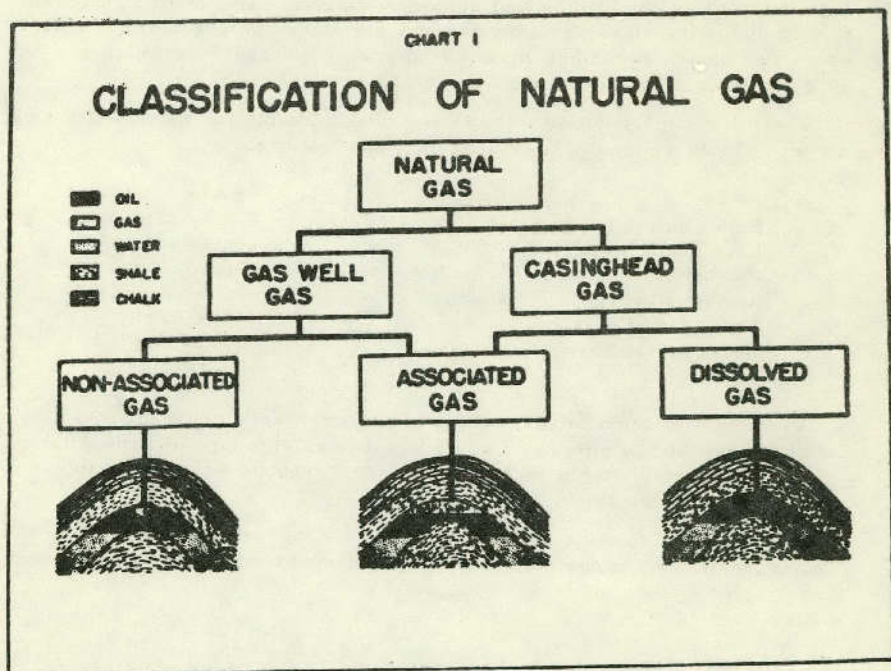 CHART I
CLASSIFICATION OF NATURAL GAS
NATURAL
GAS
OIL
GAS
WATER
SHALE
CHALK
GAS WELL
GAS
CASINGHEAD
GAS
NON-ASSOCIATED
GAS
ASSOCIATED
GAS
DISSOLVED
GAS